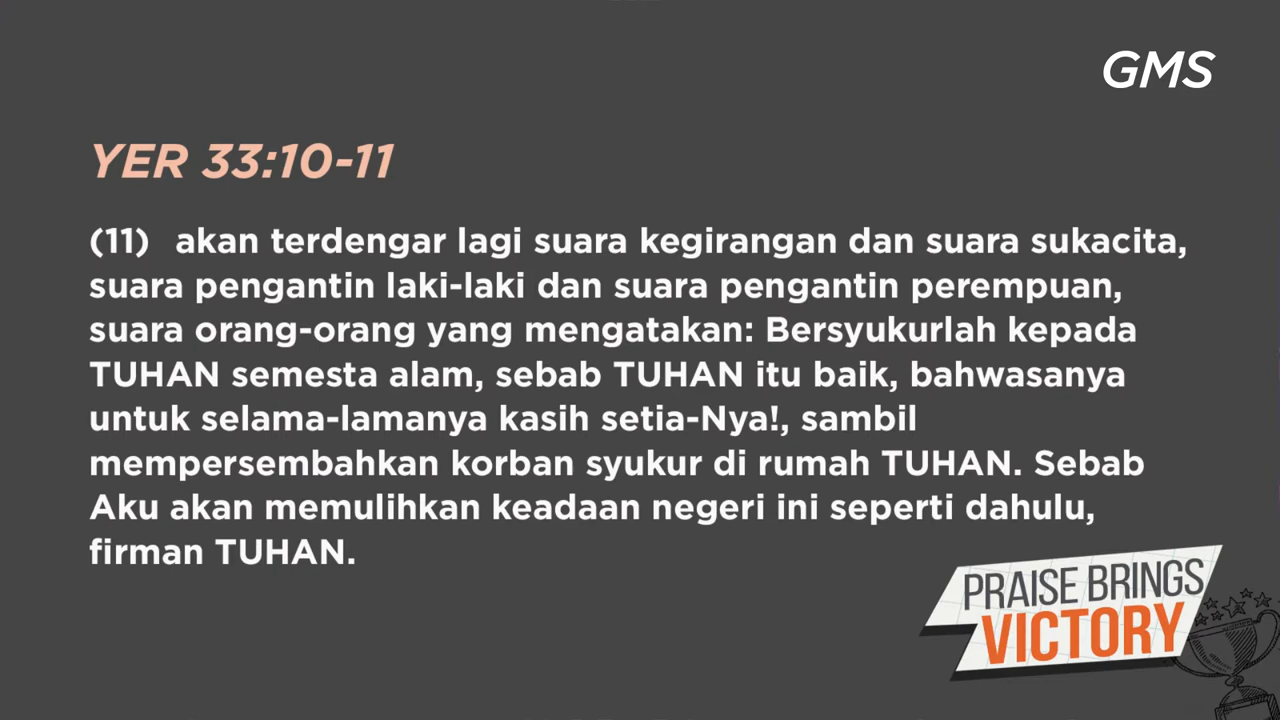 GMS
YER 33:10-11
(11) akan terdengar lagi suara kegirangan dan suara sukacita,
suara pengantin laki-laki dan suara pengantin perempuan,
suara orang-orang yang mengatakan: Bersyukurlah kepada
TUHAN semesta alam, sebab TUHAN itu baik, bahwasanya
untuk selama-lamanya kasih setia-Nya!, sambil
mempersembahkan korban syukur di rumah TUHAN. Sebab
Aku akan memulihkan keadaan negeri ini seperti dahulu,
firman TUHAN.
PRAISE BRINGS
VICTORY